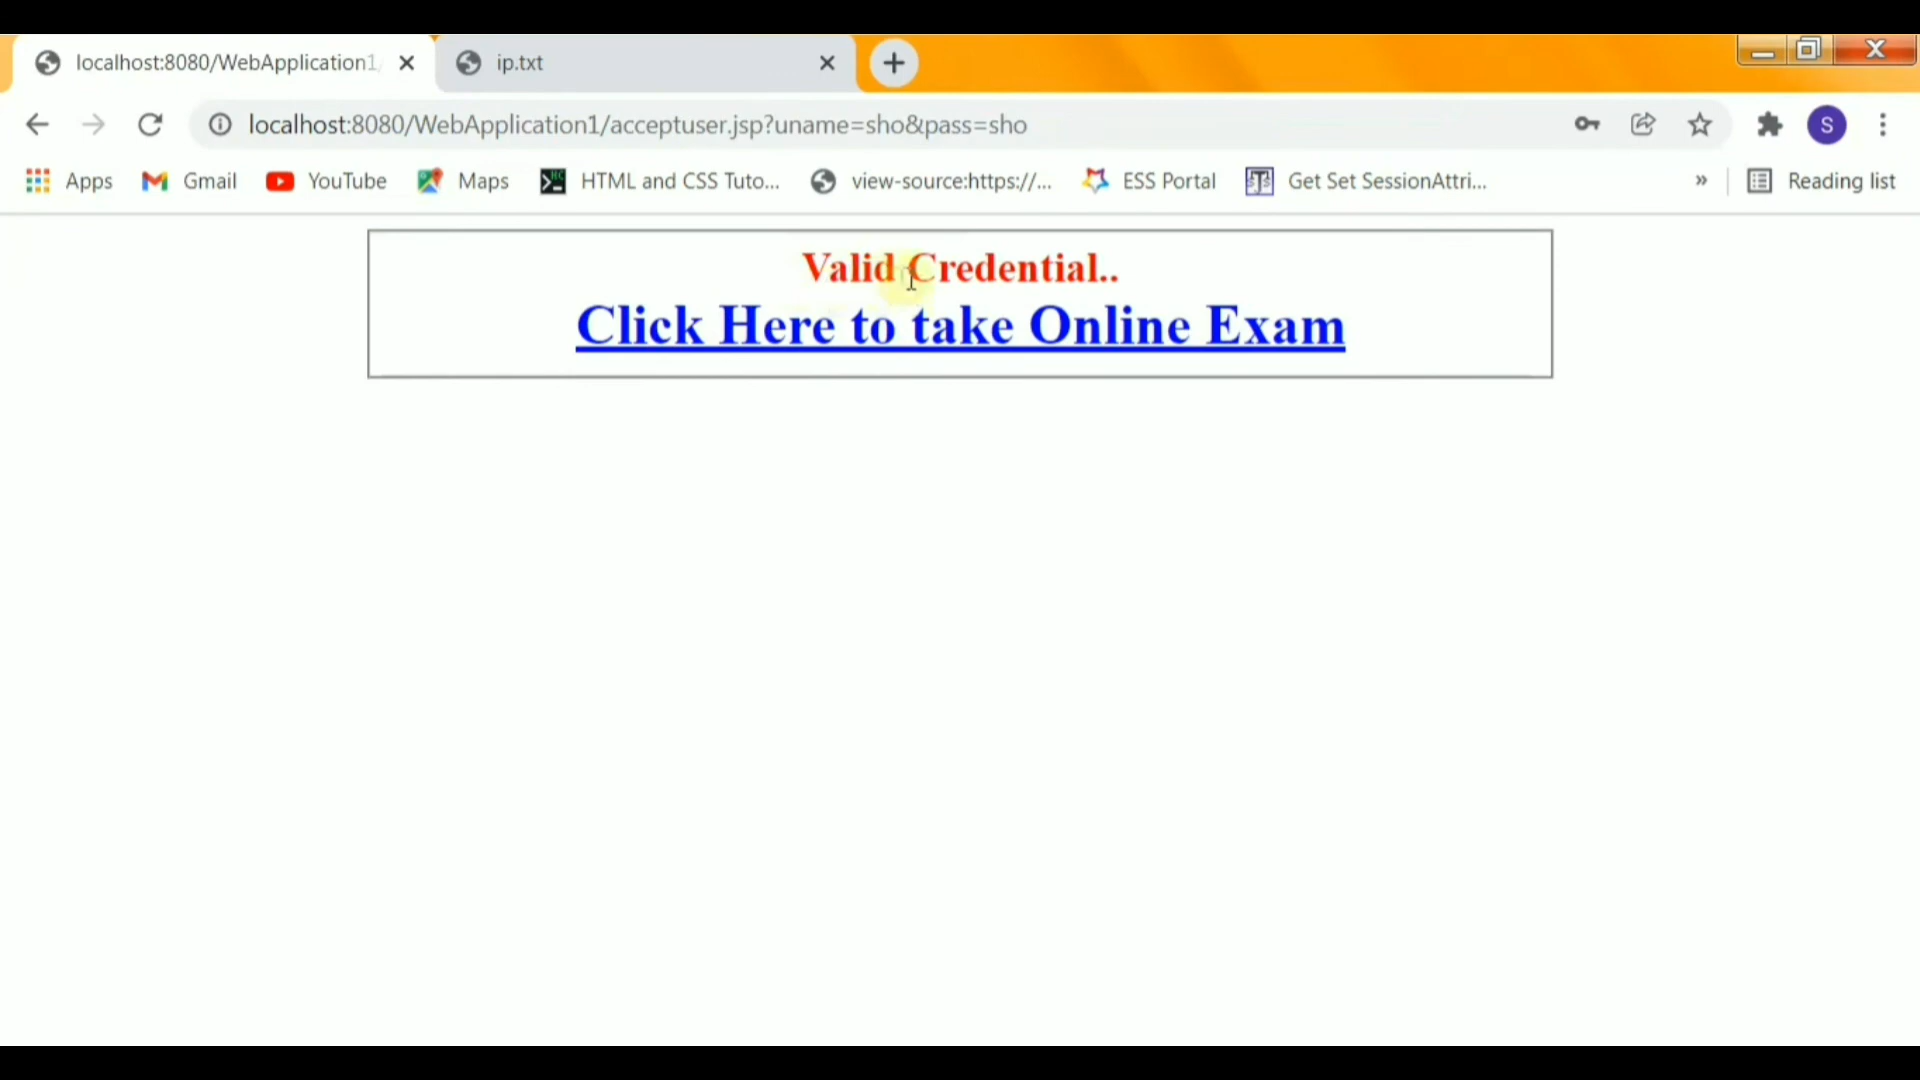 localhost:8080/WebApplication1/
ip.txt
localhost:8080/WebApplication1/acceptuser.jsp?uname=sho&pass=sho
S
Apps
Gmail
YouTube
Maps
HTML and CSS Tuto...
view-source:https://...
ESS Portal
Get Set SessionAttri...
»
Reading list
Valid Credential..
Click Here to take Online Exam